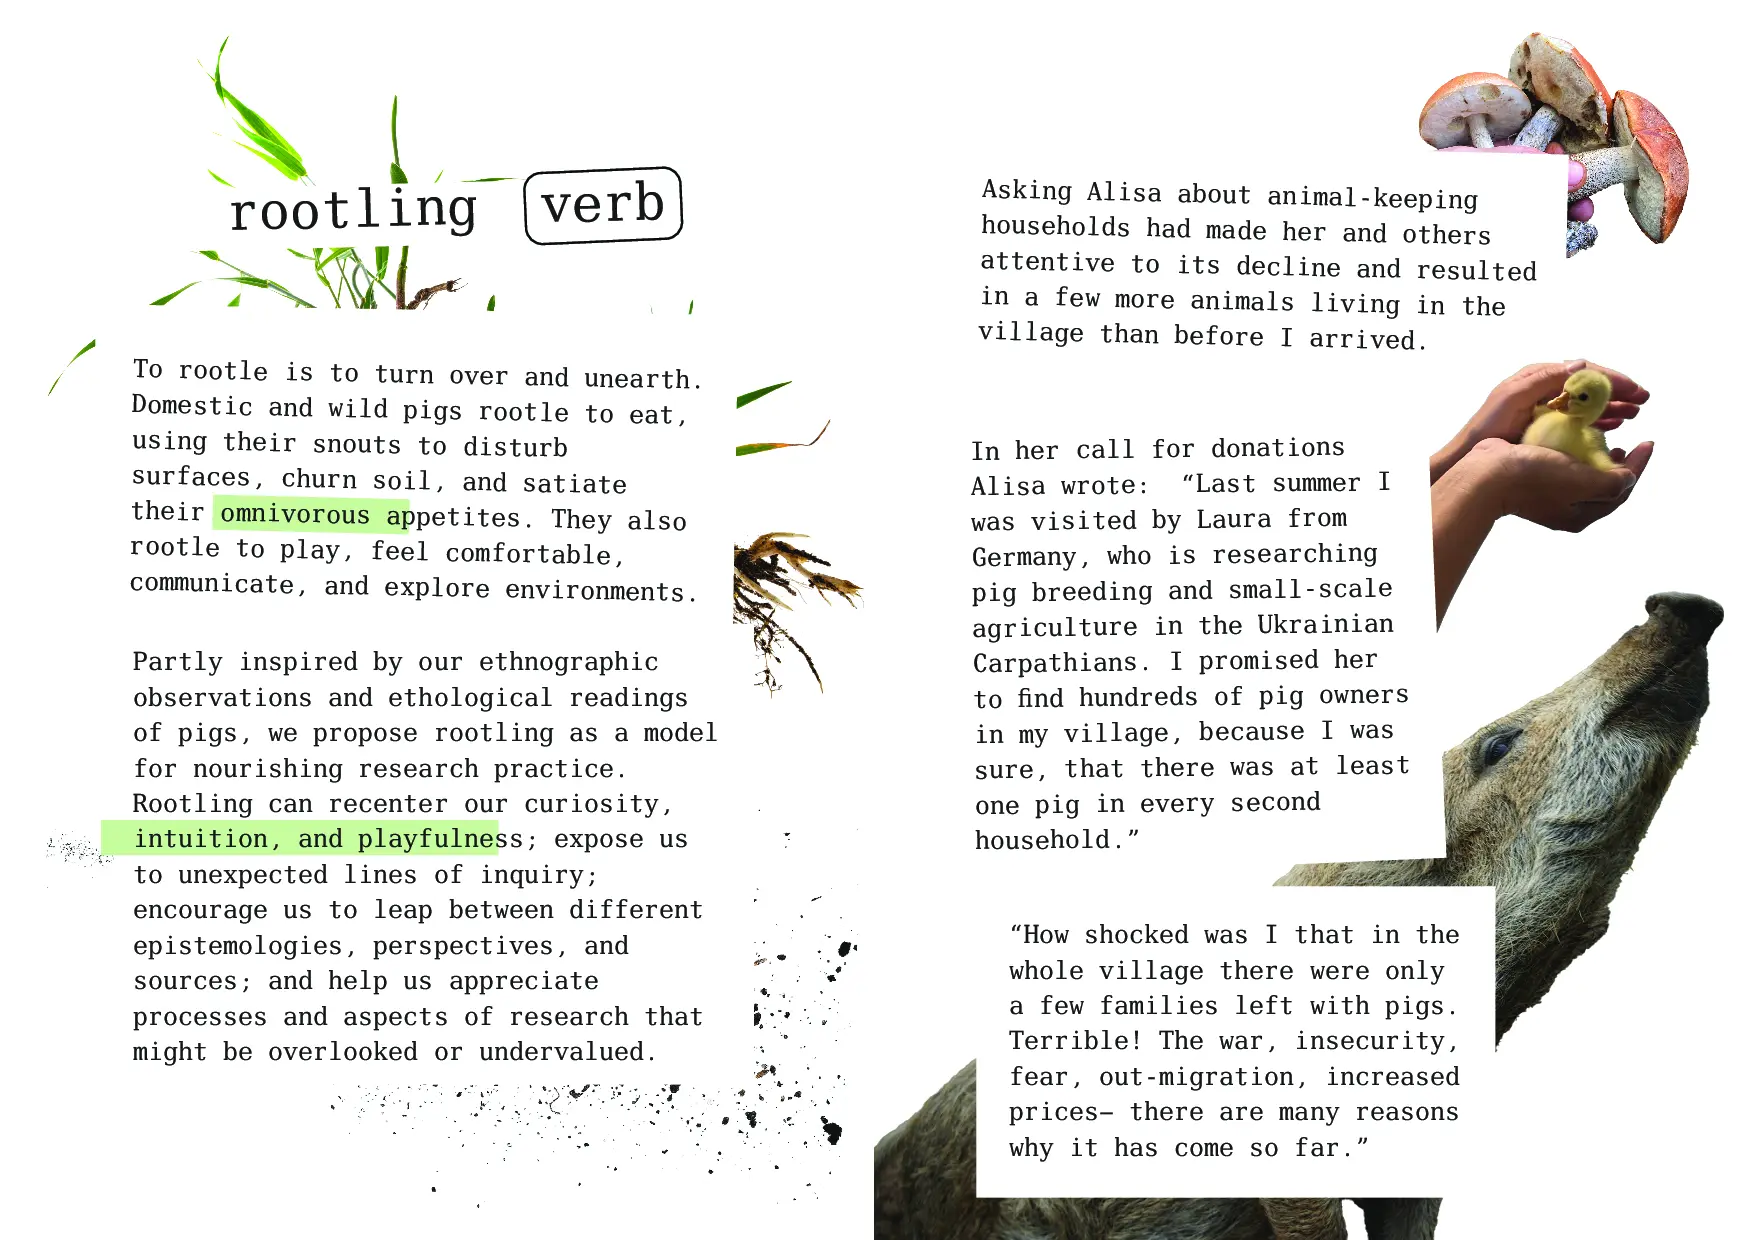 rootling verb
To rootle is to turn over and unearth.
Domestic and wild pigs rootle to eat,
using their snouts to disturb
surfaces, churn soil, and satiate
their omnivorous appetites. They also
rootle to play, feel comfortable,
communicate, and explore environments.
Partly inspired by our ethnographic
observations and ethological readings
of pigs, we propose rootling as a model
for nourishing research practice.
Rootling can recenter our curiosity,
intuition, and playfulness; expose us
to unexpected lines of inquiry;
encourage us to leap between different
epistemologies, perspectives, and
sources; and help us appreciate
processes and aspects of research that
might be overlooked or undervalued.
Asking Alisa about animal-keeping
households had made her and others
attentive to its decline and resulted
in a few more animals living in the
village than before I arrived.
In her call for donations
Alisa wrote:  “Last summer I
was visited by Laura from
Germany, who is researching
pig breeding and small-scale
agriculture in the Ukrainian
Carpathians. I promised her
to find hundreds of pig owners
in my village, because I was
sure, that there was at least
one pig in every second
household.”
“How shocked was I that in the
whole village there were only
a few families left with pigs.
Terrible! The war, insecurity,
fear, out-migration, increased
prices— there are many reasons
why it has come so far.”